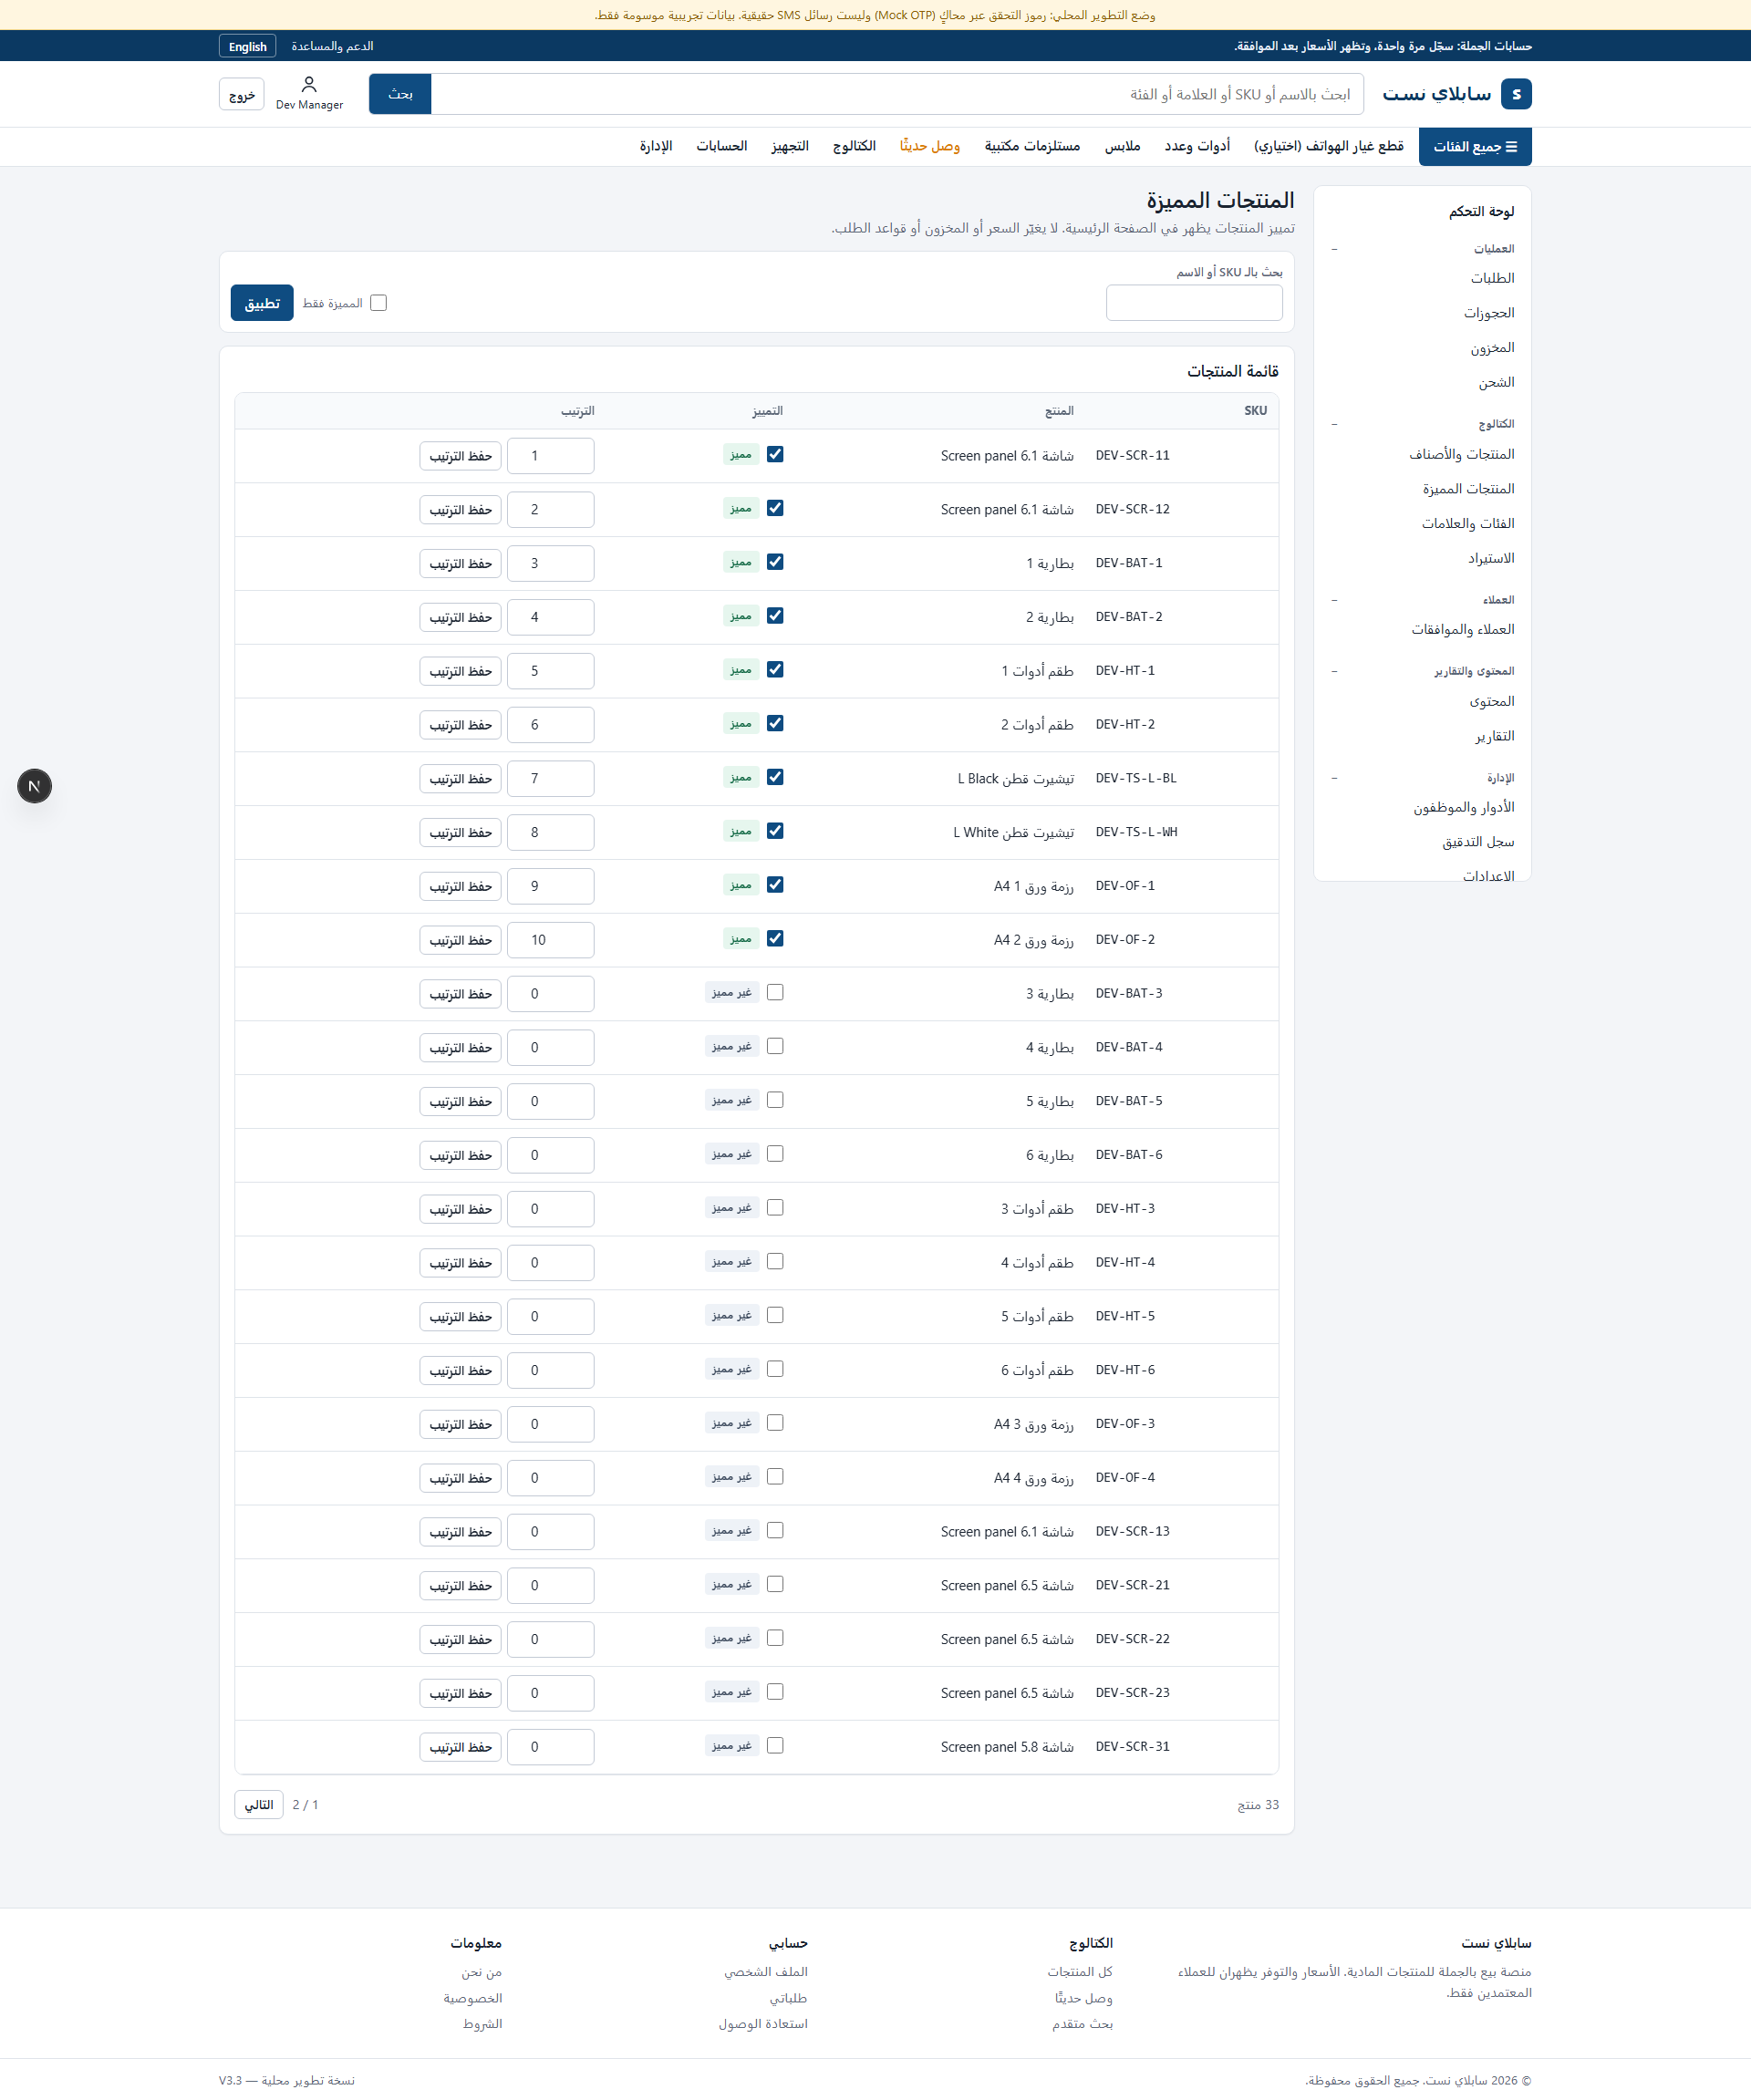 وضع التطوير المحلي: رموز التحقق عبر محاكٍ (Mock OTP) وليست رسائل SMS حقيقية. بيانات تجريبية موسومة فقط.
حسابات الجملة: سجّل مرة واحدة، وتظهر الأسعار بعد الموافقة.
الدعم والمساعدة
English
S
سابلاي نست
ابحث بالاسم أو SKU أو العلامة أو الفئة
بحث
Dev Manager
خروج
☰ جميع الفئات
قطع غيار الهواتف (اختياري)
أدوات وعدد
ملابس
مستلزمات مكتبية
وصل حديثًا
الكتالوج
التجهيز
الحسابات
الإدارة
لوحة التحكم
العمليات –
الطلبات
الحجوزات
المخزون
الشحن
الكتالوج –
المنتجات والأصناف
المنتجات المميزة
الفئات والعلامات
الاستيراد
العملاء –
العملاء والموافقات
المحتوى والتقارير –
المحتوى
التقارير
الإدارة –
الأدوار والموظفون
سجل التدقيق
الإعدادات
المنتجات المميزة
تمييز المنتجات يظهر في الصفحة الرئيسية. لا يغيّر السعر أو المخزون أو قواعد الطلب.
بحث بالـ SKU أو الاسم
المميزة فقط
تطبيق
قائمة المنتجات
SKU المنتج التمييز الترتيب
DEV-SCR-11 شاشة 6.1 Screen panel مميز 1 حفظ الترتيب
DEV-SCR-12 شاشة 6.1 Screen panel مميز 2 حفظ الترتيب
DEV-BAT-1 بطارية 1 مميز 3 حفظ الترتيب
DEV-BAT-2 بطارية 2 مميز 4 حفظ الترتيب
DEV-HT-1 طقم أدوات 1 مميز 5 حفظ الترتيب
DEV-HT-2 طقم أدوات 2 مميز 6 حفظ الترتيب
DEV-TS-L-BL تيشيرت قطن L Black مميز 7 حفظ الترتيب
DEV-TS-L-WH تيشيرت قطن L White مميز 8 حفظ الترتيب
DEV-OF-1 رزمة ورق A4 1 مميز 9 حفظ الترتيب
DEV-OF-2 رزمة ورق A4 2 مميز 10 حفظ الترتيب
DEV-BAT-3 بطارية 3 غير مميز 0 حفظ الترتيب
DEV-BAT-4 بطارية 4 غير مميز 0 حفظ الترتيب
DEV-BAT-5 بطارية 5 غير مميز 0 حفظ الترتيب
DEV-BAT-6 بطارية 6 غير مميز 0 حفظ الترتيب
DEV-HT-3 طقم أدوات 3 غير مميز 0 حفظ الترتيب
DEV-HT-4 طقم أدوات 4 غير مميز 0 حفظ الترتيب
DEV-HT-5 طقم أدوات 5 غير مميز 0 حفظ الترتيب
DEV-HT-6 طقم أدوات 6 غير مميز 0 حفظ الترتيب
DEV-OF-3 رزمة ورق A4 3 غير مميز 0 حفظ الترتيب
DEV-OF-4 رزمة ورق A4 4 غير مميز 0 حفظ الترتيب
DEV-SCR-13 شاشة 6.1 Screen panel غير مميز 0 حفظ الترتيب
DEV-SCR-21 شاشة 6.5 Screen panel غير مميز 0 حفظ الترتيب
DEV-SCR-22 شاشة 6.5 Screen panel غير مميز 0 حفظ الترتيب
DEV-SCR-23 شاشة 6.5 Screen panel غير مميز 0 حفظ الترتيب
DEV-SCR-31 شاشة 5.8 Screen panel غير مميز 0 حفظ الترتيب
33 منتج
1 / 2
التالي
N
سابلاي نست
منصة بيع بالجملة للمنتجات المادية. الأسعار والتوفر يظهران للعملاء
المعتمدين فقط.
الكتالوج
كل المنتجات
وصل حديثًا
بحث متقدم
حسابي
الملف الشخصي
طلباتي
استعادة الوصول
معلومات
من نحن
الخصوصية
الشروط
© 2026 سابلاي نست. جميع الحقوق محفوظة.
نسخة تطوير محلية — V3.3